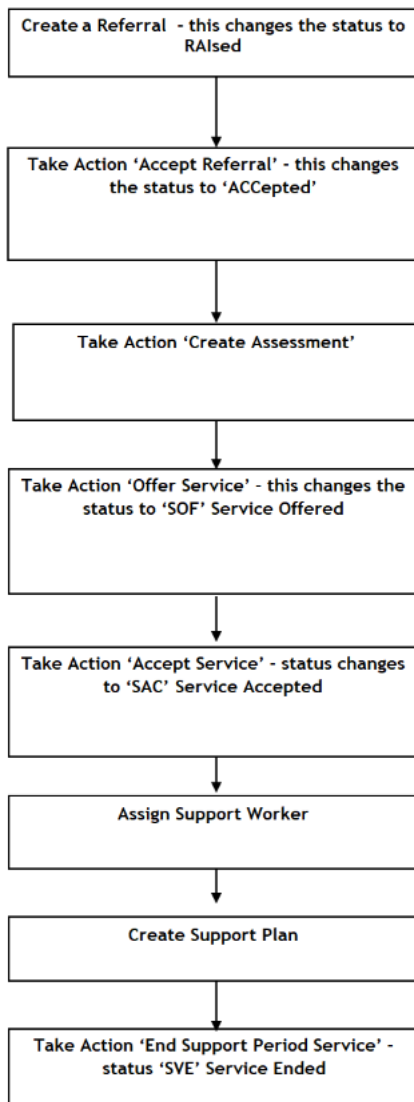 Create a Referral - this changes the status to
RAIsed
Take Action ‘Accept Referral’ - this changes
the status to ‘ACCepted’
Take Action ‘Create Assessment’
Take Action ‘Offer Service’ - this changes the
status to ‘SOF’ Service Offered
Take Action ‘Accept Service’ - status changes
to ‘SAC’ Service Accepted
Assign Support Worker
Create Support Plan
Take Action ‘End Support Period Service’ -
status ‘SVE’ Service Ended